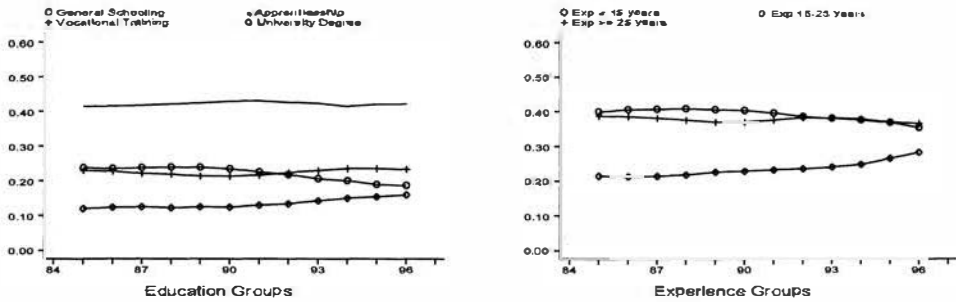 General Schooling Apprenticeship
Vocational Training University Degree
0.60
0.50
0.40
0.30
0.20
0.10
0.00
84 87 90 93 96
Education Groups
Exp < 15 years Exp 15-25 years
Exp >= 25 years
0.60
0.50
0.40
0.30
0.20
0.10
0.00
84 87 90 93 96
Experience Groups